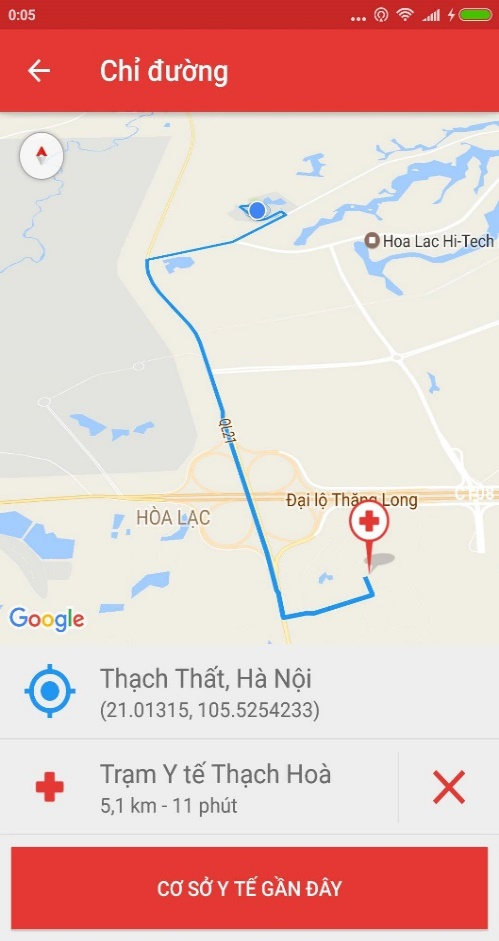 0:05
Chỉ đường
Hoa Lac Hi-Tech
QL21
Đại lộ Thăng Long
CT08
HÒA LẠC
Google
Thạch Thất, Hà Nội
(21.01315, 105.5254233)
Trạm Y tế Thạch Hoà
5,1 km - 11 phút
CƠ SỞ Y TẾ GẦN ĐÂY